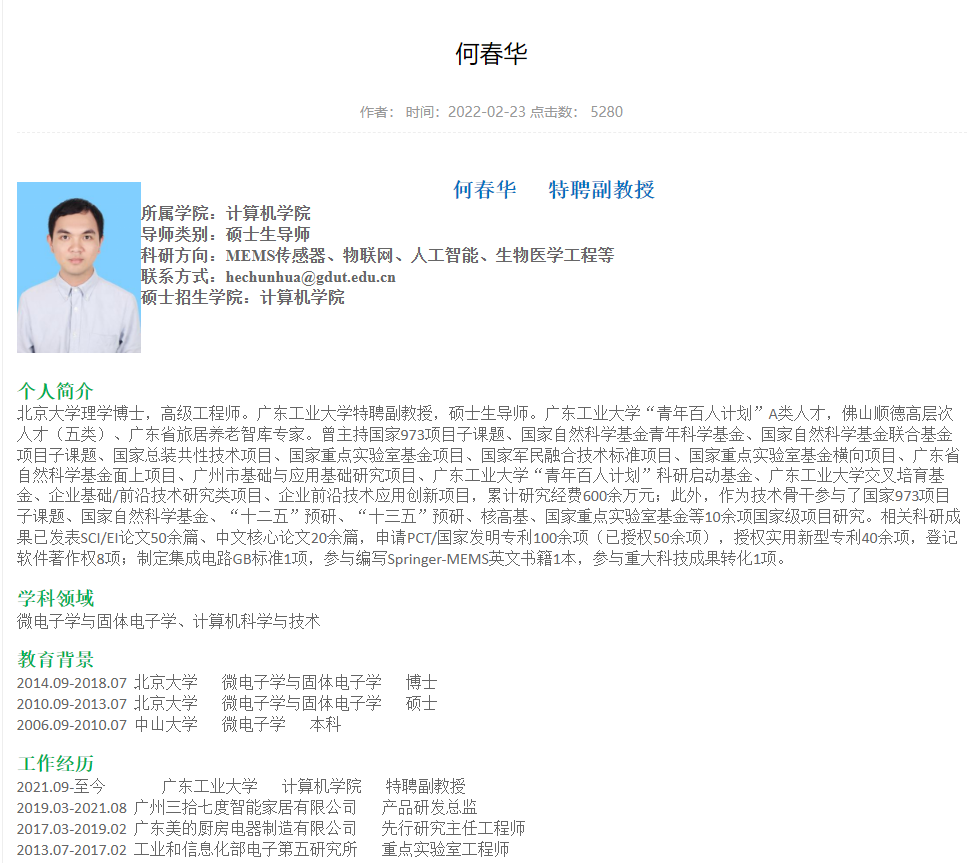 何春华
作者： 时间：2022-02-23 点击数： 5280
何春华 特聘副教授
所属学院：计算机学院
导师类别：硕士生导师
科研方向：MEMS传感器、物联网、人工智能、生物医学工程等
联系方式：hechunhua@gdut.edu.cn
硕士招生学院：计算机学院
个人简介
北京大学理学博士，高级工程师。广东工业大学特聘副教授，硕士生导师。广东工业大学“青年百人计划”A类人才，佛山顺德高层次
人才（五类）、广东省旅居养老智库专家。曾主持国家973项目子课题、国家自然科学基金青年科学基金、国家自然科学基金联合基金
项目子课题、国家总装共性技术项目、国家重点实验室基金项目、国家军民融合技术标准项目、国家重点实验室基金横向项目、广东省
自然科学基金面上项目、广州市基础与应用基础研究项目、广东工业大学“青年百人计划”科研启动基金、广东工业大学交叉培育基
金、企业基础/前沿技术研究类项目、企业前沿技术应用创新项目，累计研究经费600余万元；此外，作为技术骨干参与了国家973项目
子课题、国家自然科学基金、“十二五”预研、“十三五”预研、核高基、国家重点实验室基金等10余项国家级项目研究。相关科研成
果已发表SCI/EI论文50余篇、中文核心论文20余篇，申请PCT/国家发明专利100余项（已授权50余项），授权实用新型专利40余项，登记
软件著作权8项；制定集成电路GB标准1项，参与编写Springer-MEMS英文书籍1本，参与重大科技成果转化1项。
学科领域
微电子学与固体电子学、计算机科学与技术
教育背景
2014.09-2018.07 北京大学 微电子学与固体电子学 博士
2010.09-2013.07 北京大学 微电子学与固体电子学 硕士
2006.09-2010.07 中山大学 微电子学 本科
工作经历
2021.09-至今 广东工业大学 计算机学院 特聘副教授
2019.03-2021.08 广州三拾七度智能家居有限公司 产品研发总监
2017.03-2019.02 广东美的厨房电器制造有限公司 先行研究主任工程师
2013.07-2017.02 工业和信息化部电子第五研究所 重点实验室工程师